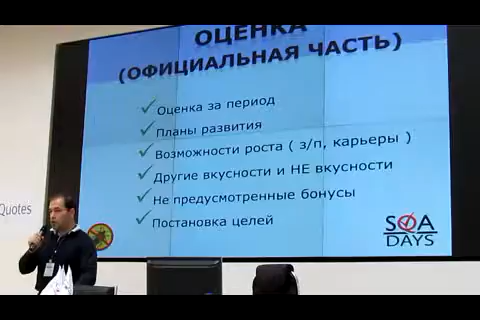 ОЦЕНКА
(ОФИЦИАЛЬНАЯ ЧАСТЬ)
Оценка за период
Планы развития
Возможности роста ( з/п, карьеры )
Другие вкусности и НЕ вкусности
Не предусмотренные бонусы
Постановка целей
Quotes
SQA
DAYS